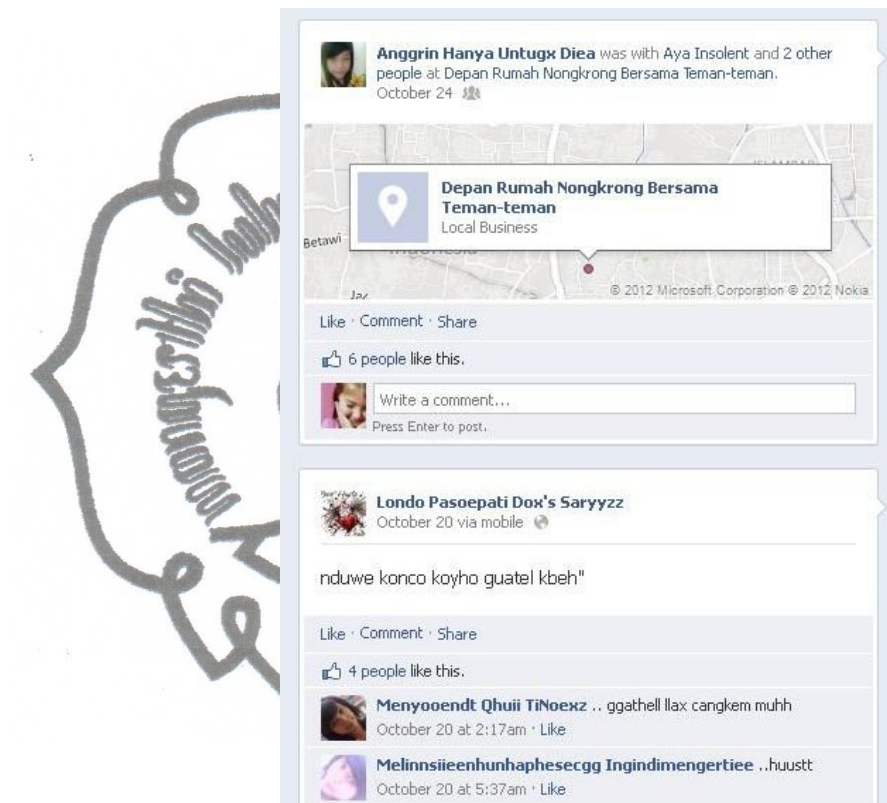 Anggrin Hanya Untugx Diea was with Aya Insolent and 2 other
people at Depan Rumah Nongkrong Bersama Teman-teman.
October 24
Depan Rumah Nongkrong Bersama
Teman-teman
Local Business
Betawi
Indonesia
© 2012 Microsoft Corporation © 2012 Nokia
Like · Comment · Share
6 people like this.
Write a comment...
Press Enter to post.
Londo Pasoepati Dox's Saryyzz
October 20 via mobile
nduwe konco koyho guatel kbeh"
Like · Comment · Share
4 people like this.
Menyooendt Qhuii TiNoexz .. ggathell llax cangkem muhh
October 20 at 2:17am · Like
Melinnsiieenhunhaphesecgg Ingindimengertiee ..huustt
October 20 at 5:37am · Like